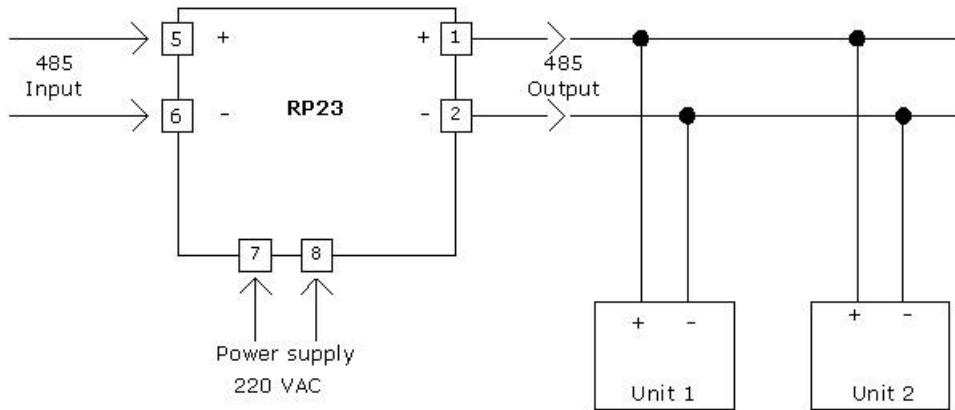 5 + + 1
485
Input
485
Output
RP23
6 - - 2
7 8
Power supply
220 VAC
+ -
Unit 1
+ -
Unit 2